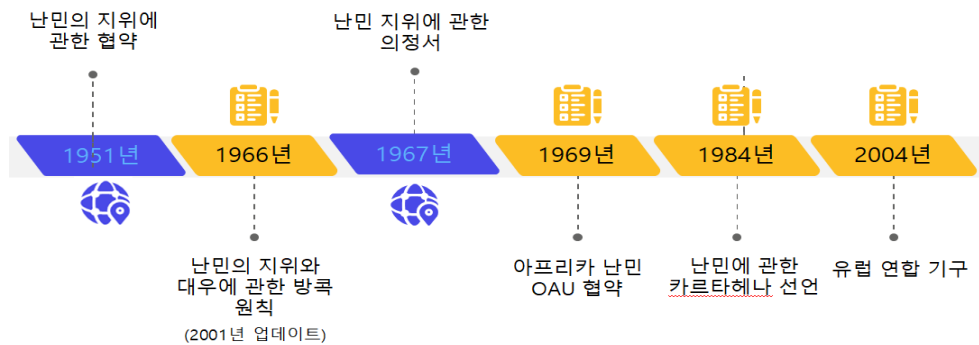 난민의 지위에
관한 협약
난민 지위에 관한
의정서
1951년
1966년
1967년
1969년
1984년
2004년
난민의 지위와
대우에 관한 방콕
원칙
(2001년 업데이트)
아프리카 난민
OAU 협약
난민에 관한
카르타헤나 선언
유럽 연합 기구